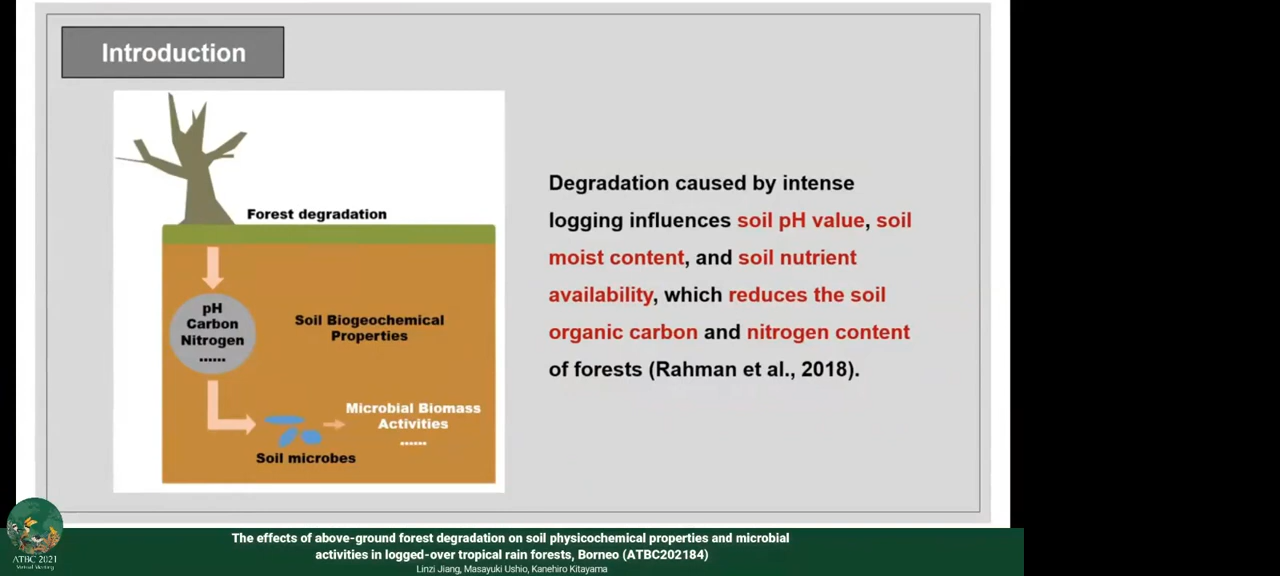 Introduction
Forest degradation
pH
Carbon
Nitrogen
......
Soil Biogeochemical
Properties
Microbial Biomass
Activities
......
Soil microbes
Degradation caused by intense
logging influences soil pH value, soil
moist content, and soil nutrient
availability, which reduces the soil
organic carbon and nitrogen content
of forests (Rahman et al., 2018).
ATBC 2021
Virtual Meeting
The effects of above-ground forest degradation on soil physicochemical properties and microbial
activities in logged-over tropical rain forests, Borneo (ATBC202184)
Linzi Jiang, Masayuki Ushio, Kanehiro Kitayama